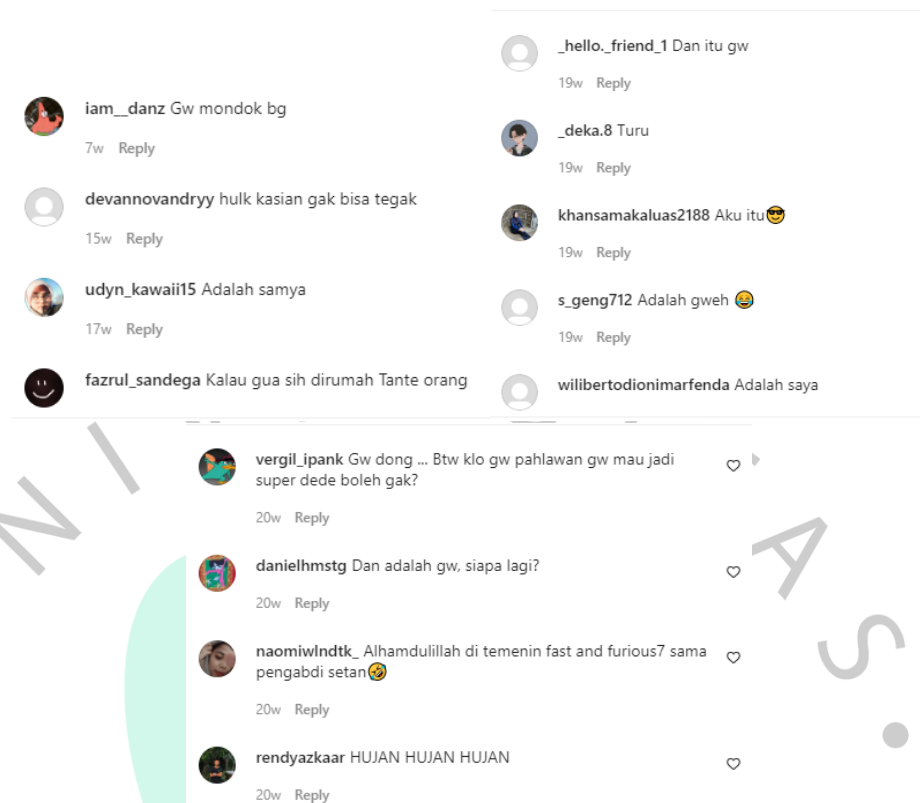 iam__danz Gw mondok bg
7w Reply
devannovandryy hulk kasian gak bisa tegak
15w Reply
udyn_kawaii15 Adalah samya
17w Reply
fazrul_sandega Kalau gua sih dirumah Tante orang
_hello._friend_1 Dan itu gw
19w Reply
_deka.8 Turu
19w Reply
khansamakaluas2188 Aku itu😎
19w Reply
s_geng712 Adalah gweh 😂
19w Reply
wilibertodionimarfenda Adalah saya
vergil_ipank Gw dong ... Btw klo gw pahlawan gw mau jadi
super dede boleh gak?
20w Reply
danielhmstg Dan adalah gw, siapa lagi?
20w Reply
naomiwlndtk_ Alhamdulillah di temenin fast and furious7 sama
pengabdi setan🤣
20w Reply
rendyazkaar HUJAN HUJAN HUJAN
20w Reply
N I
A S